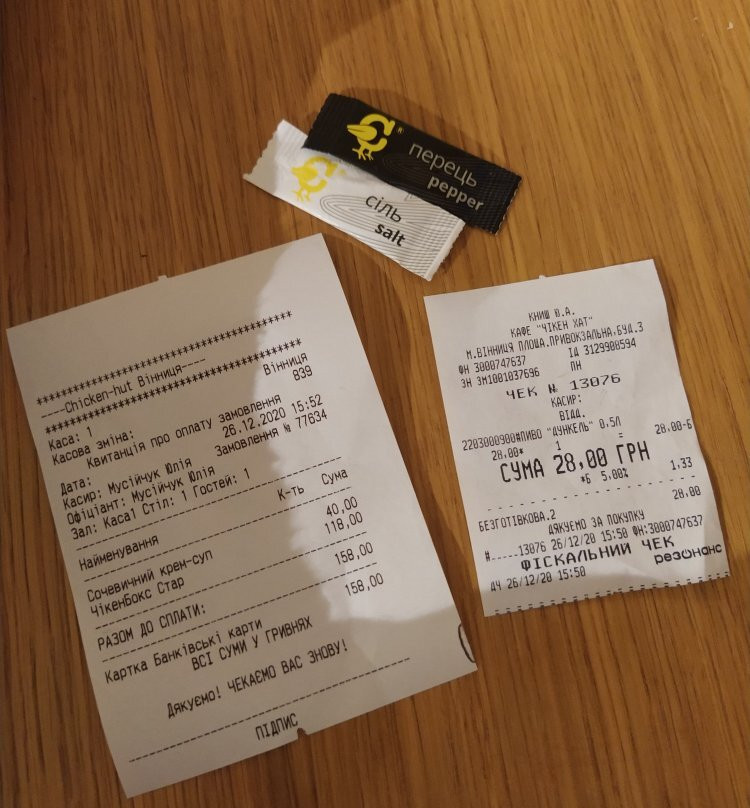 перець
pepper
сіль
salt
************************************
----Chicken-hut Вінниця-----
************************************
Каса: 1 Вінниця
Касова зміна: 839
Квитанція про оплату замовлення
Дата: 26.12.2020 15:52
Касир: Мусійчук Юлія Замовлення № 77634
Офіціант: Мусійчук Юлія
Зал: Каса1 Стіл: 1 Гостей: 1
Найменування К-ть Сума
Сочевичний крем-суп 40,00
ЧікенБокс Стар 118,00
158,00
РАЗОМ ДО СПЛАТИ: 158,00
Картка Банківські карти
ВСІ СУМИ У ГРИВНЯХ
Дякуємо! ЧЕКАЄМО ВАС ЗНОВУ!
ПІДПИС
КНИШ Ю.А.
КАФЕ "ЧІКЕН ХАТ"
М.ВІННИЦЯ ПЛОЩА.ПРИВОКЗАЛЬНА,БУД.3
ФН 3000747637 ІД 3129900594
ЗН ЗМ1001037696 ПН
ЧЕК № 13076
КАСИР:
ВІДД.
2203000900#ПИВО "ДУНКЕЛЬ" 0.5Л
28.00* 1 = 28.00-Б
СУМА 28,00 ГРН
*Б 5.00% 1.33
БЕЗГОТІВКОВА.2 28.00
ДЯКУЄМО ЗА ПОКУПКУ
#.....13076 26/12/20 15:50 ФН:3000747637
ФІСКАЛЬНИЙ ЧЕК
ДЧ 26/12/20 15:50 резонанс